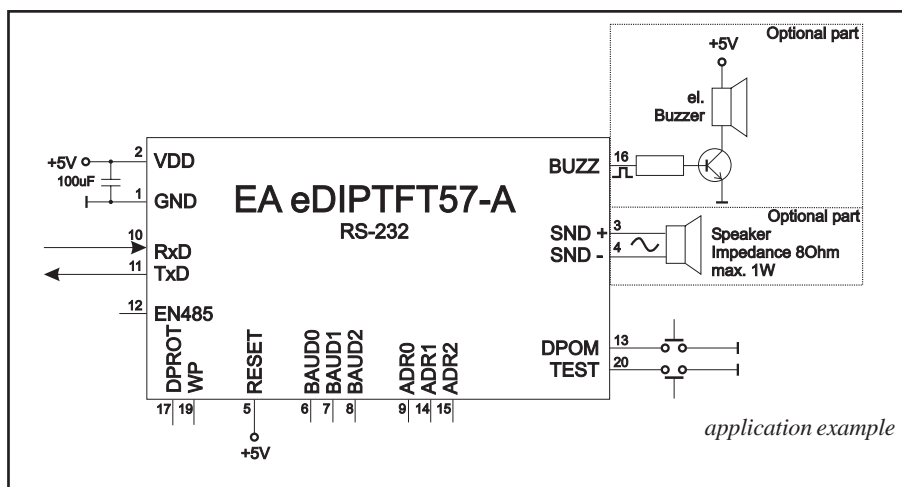 Optional part
+5V
el.
Buzzer
2
VDD
+5V
100uF
1
GND
EA eDIPTFT57-A
RS-232
BUZZ
16
Optional part
SND +
3
SND -
4
Speaker
Impedance 8Ohm
max. 1W
10
RxD
11
TxD
12
EN485
DPROT
WP
RESET
BAUD0
BAUD1
BAUD2
ADR0
ADR1
ADR2
DPOM
13
TEST
20
17
19
5
6
7
8
9
14
15
+5V
application example